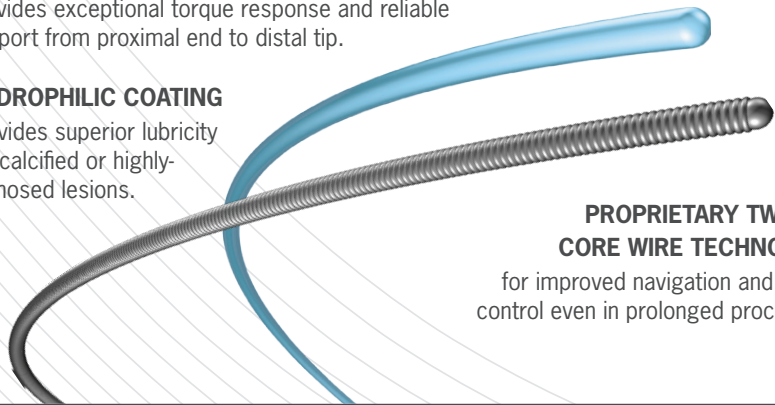 vides exceptional torque response and reliable
port from proximal end to distal tip.
DROPHILIC COATING
vides superior lubricity
calcified or highly-
nosed lesions.
PROPRIETARY TW
CORE WIRE TECHNO
for improved navigation and
control even in prolonged proc